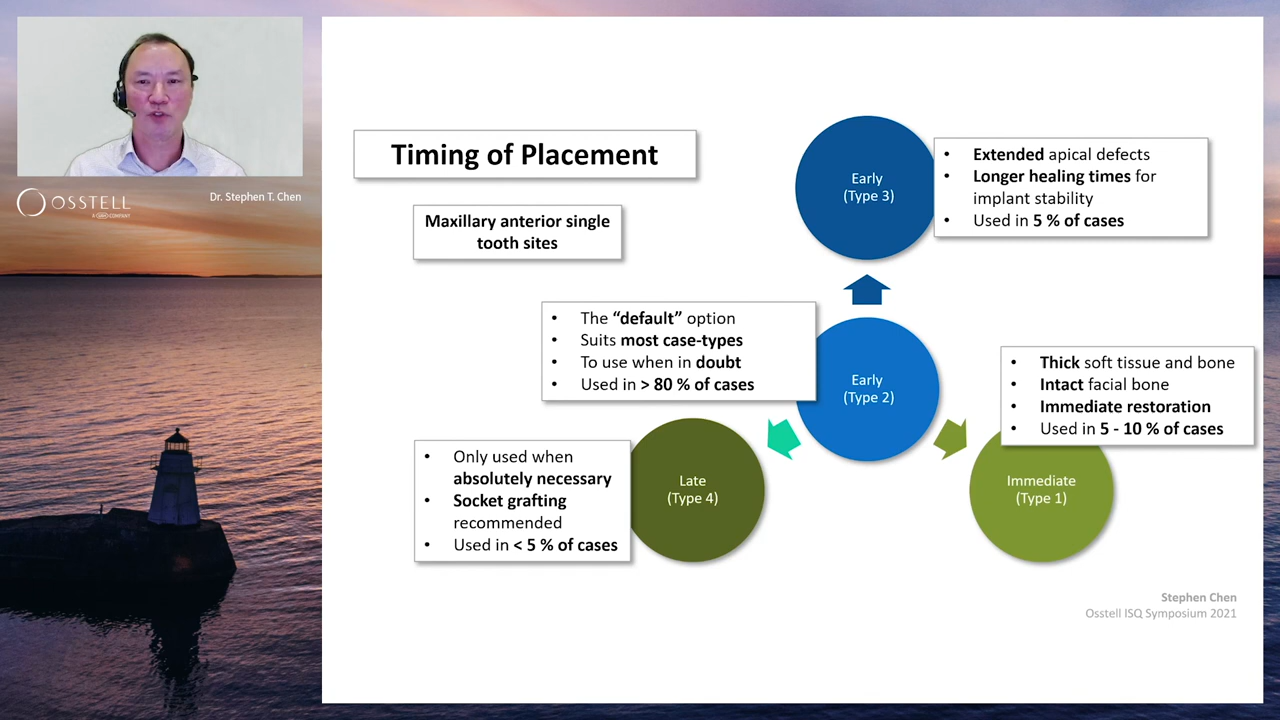 OSSTELL
A W&H COMPANY
Dr. Stephen T. Chen
Timing of Placement
Maxillary anterior single
tooth sites
Early
(Type 3)
• Extended apical defects
• Longer healing times for
implant stability
• Used in 5 % of cases
• The “default” option
• Suits most case-types
• To use when in doubt
• Used in > 80 % of cases
Early
(Type 2)
• Thick soft tissue and bone
• Intact facial bone
• Immediate restoration
• Used in 5 - 10 % of cases
• Only used when
absolutely necessary
• Socket grafting
recommended
• Used in < 5 % of cases
Late
(Type 4)
Immediate
(Type 1)
Stephen Chen
Osstell ISQ Symposium 2021